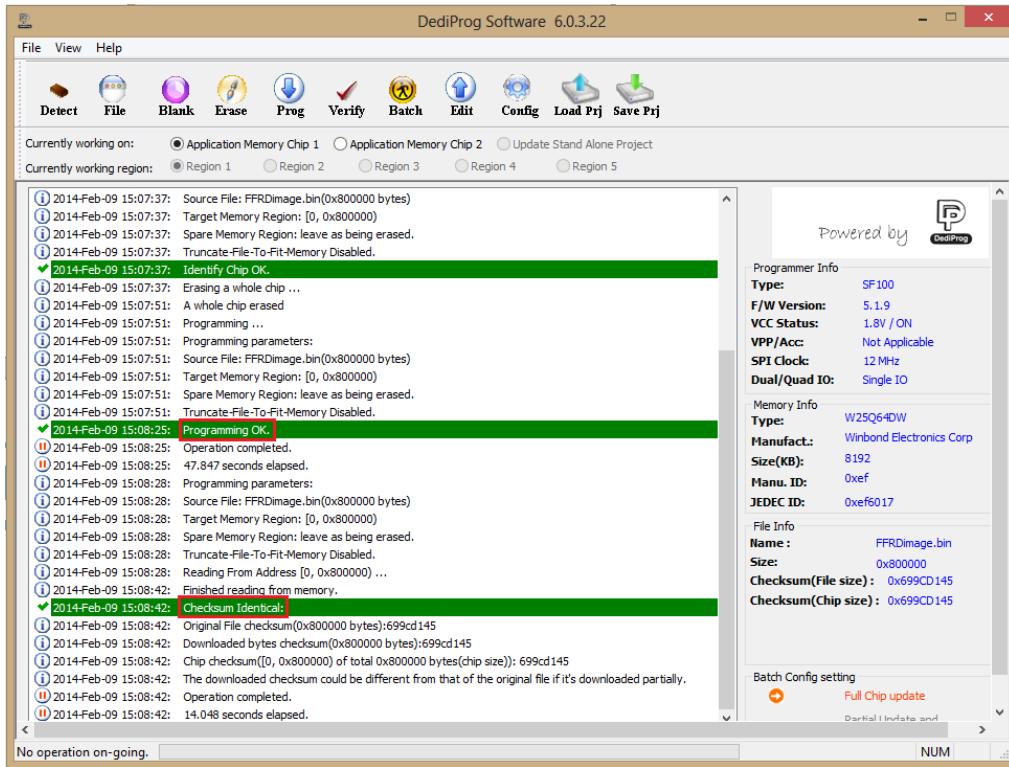 DediProg Software 6.0.3.22
File View Help
Detect File Blank Erase Prog Verify Batch Edit Config Load Prj Save Prj
Currently working on: Application Memory Chip 1 Application Memory Chip 2 Update Stand Alone Project
Currently working region: Region 1 Region 2 Region 3 Region 4 Region 5
2014-Feb-09 15:07:37: Source File: FFRDimage.bin(0x800000 bytes)
2014-Feb-09 15:07:37: Target Memory Region: [0, 0x800000)
2014-Feb-09 15:07:37: Spare Memory Region: leave as being erased.
2014-Feb-09 15:07:37: Truncate-File-To-Fit-Memory Disabled.
2014-Feb-09 15:07:37: Identify Chip OK.
2014-Feb-09 15:07:37: Erasing a whole chip ...
2014-Feb-09 15:07:51: A whole chip erased
2014-Feb-09 15:07:51: Programming ...
2014-Feb-09 15:07:51: Programming parameters:
2014-Feb-09 15:07:51: Source File: FFRDimage.bin(0x800000 bytes)
2014-Feb-09 15:07:51: Target Memory Region: [0, 0x800000)
2014-Feb-09 15:07:51: Spare Memory Region: leave as being erased.
2014-Feb-09 15:07:51: Truncate-File-To-Fit-Memory Disabled.
2014-Feb-09 15:08:25: Programming OK.
2014-Feb-09 15:08:25: Operation completed.
2014-Feb-09 15:08:25: 47.847 seconds elapsed.
2014-Feb-09 15:08:28: Programming parameters:
2014-Feb-09 15:08:28: Source File: FFRDimage.bin(0x800000 bytes)
2014-Feb-09 15:08:28: Target Memory Region: [0, 0x800000)
2014-Feb-09 15:08:28: Spare Memory Region: leave as being erased.
2014-Feb-09 15:08:28: Truncate-File-To-Fit-Memory Disabled.
2014-Feb-09 15:08:28: Reading From Address [0, 0x800000) ...
2014-Feb-09 15:08:42: Finished reading from memory.
2014-Feb-09 15:08:42: Checksum Identical:
2014-Feb-09 15:08:42: Original File checksum(0x800000 bytes):699cd145
2014-Feb-09 15:08:42: Downloaded bytes checksum(0x800000 bytes):699cd145
2014-Feb-09 15:08:42: Chip checksum([0, 0x800000) of total 0x800000 bytes(chip size)): 699cd145
2014-Feb-09 15:08:42: The downloaded checksum could be different from that of the original file if it's downloaded partially.
2014-Feb-09 15:08:42: Operation completed.
2014-Feb-09 15:08:42: 14.048 seconds elapsed.
Powered by DediProg
Programmer Info
Type: SF100
F/W Version: 5.1.9
VCC Status: 1.8V / ON
VPP/Acc: Not Applicable
SPI Clock: 12 MHz
Dual/Quad IO: Single IO
Memory Info
Type: W25Q64DW
Manufact.: Winbond Electronics Corp
Size(KB): 8192
Manu. ID: 0xef
JEDEC ID: 0xef6017
File Info
Name : FFRDimage.bin
Size: 0x800000
Checksum(File size) : 0x699CD145
Checksum(Chip size) : 0x699CD145
Batch Config setting
Full Chip update
Partial Update and
No operation on-going. NUM